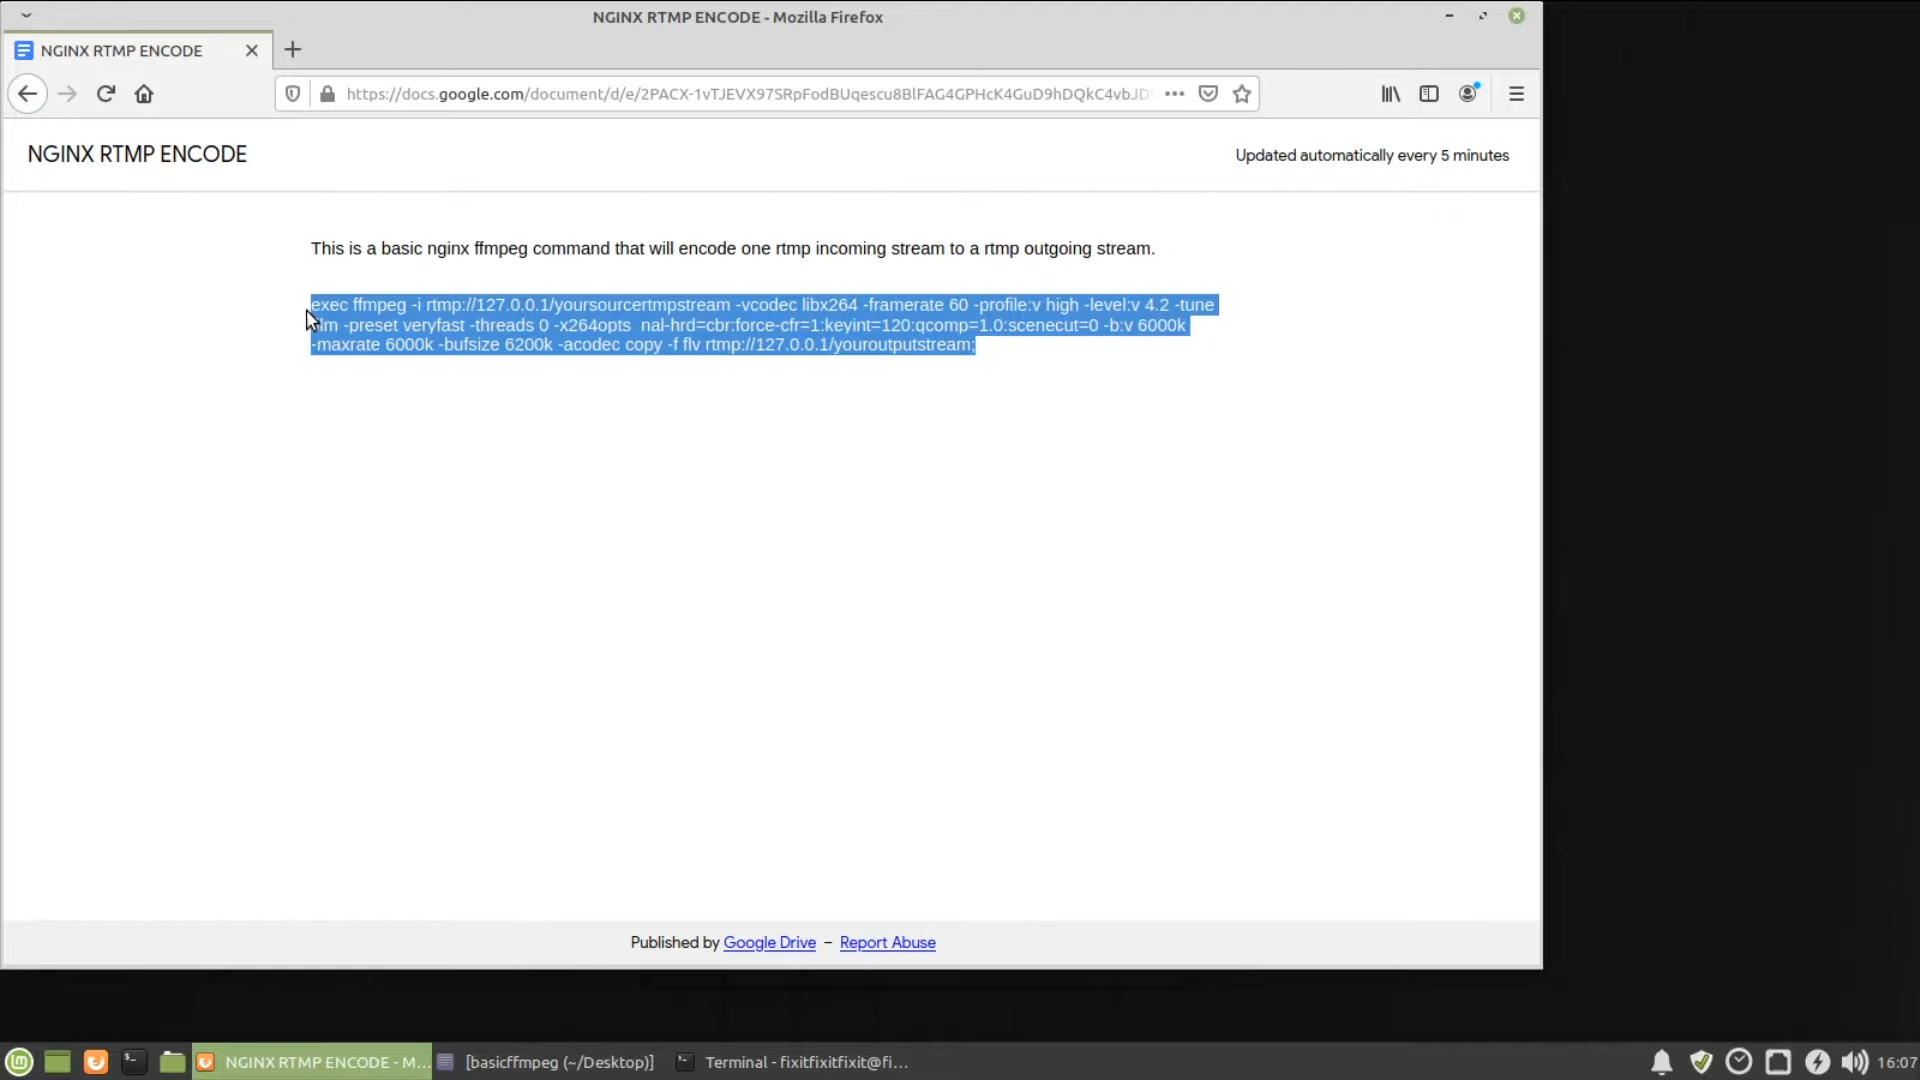 NGINX RTMP ENCODE - Mozilla Firefox
NGINX RTMP ENCODE
https://docs.google.com/document/d/e/2PACX-1vTJEVX97SRpFodBUqescu8BlFAG4GPHcK4GuD9hDQkC4vbJD
NGINX RTMP ENCODE
Updated automatically every 5 minutes
This is a basic nginx ffmpeg command that will encode one rtmp incoming stream to a rtmp outgoing stream.
exec ffmpeg -i rtmp://127.0.0.1/yoursourcertmpstream -vcodec libx264 -framerate 60 -profile:v high -level:v 4.2 -tune
-preset veryfast -threads 0 -x264opts nal-hrd=cbr:force-cfr=1:keyint=120:qcomp=1.0:scenecut=0 -b:v 6000k
-maxrate 6000k -bufsize 6200k -acodec copy -f flv rtmp://127.0.0.1/youroutputstream;
Published by Google Drive – Report Abuse
NGINX RTMP ENCODE - M...
[basicffmpeg (~/Desktop)]
Terminal - fixitfixitfixit@fi...
16:07